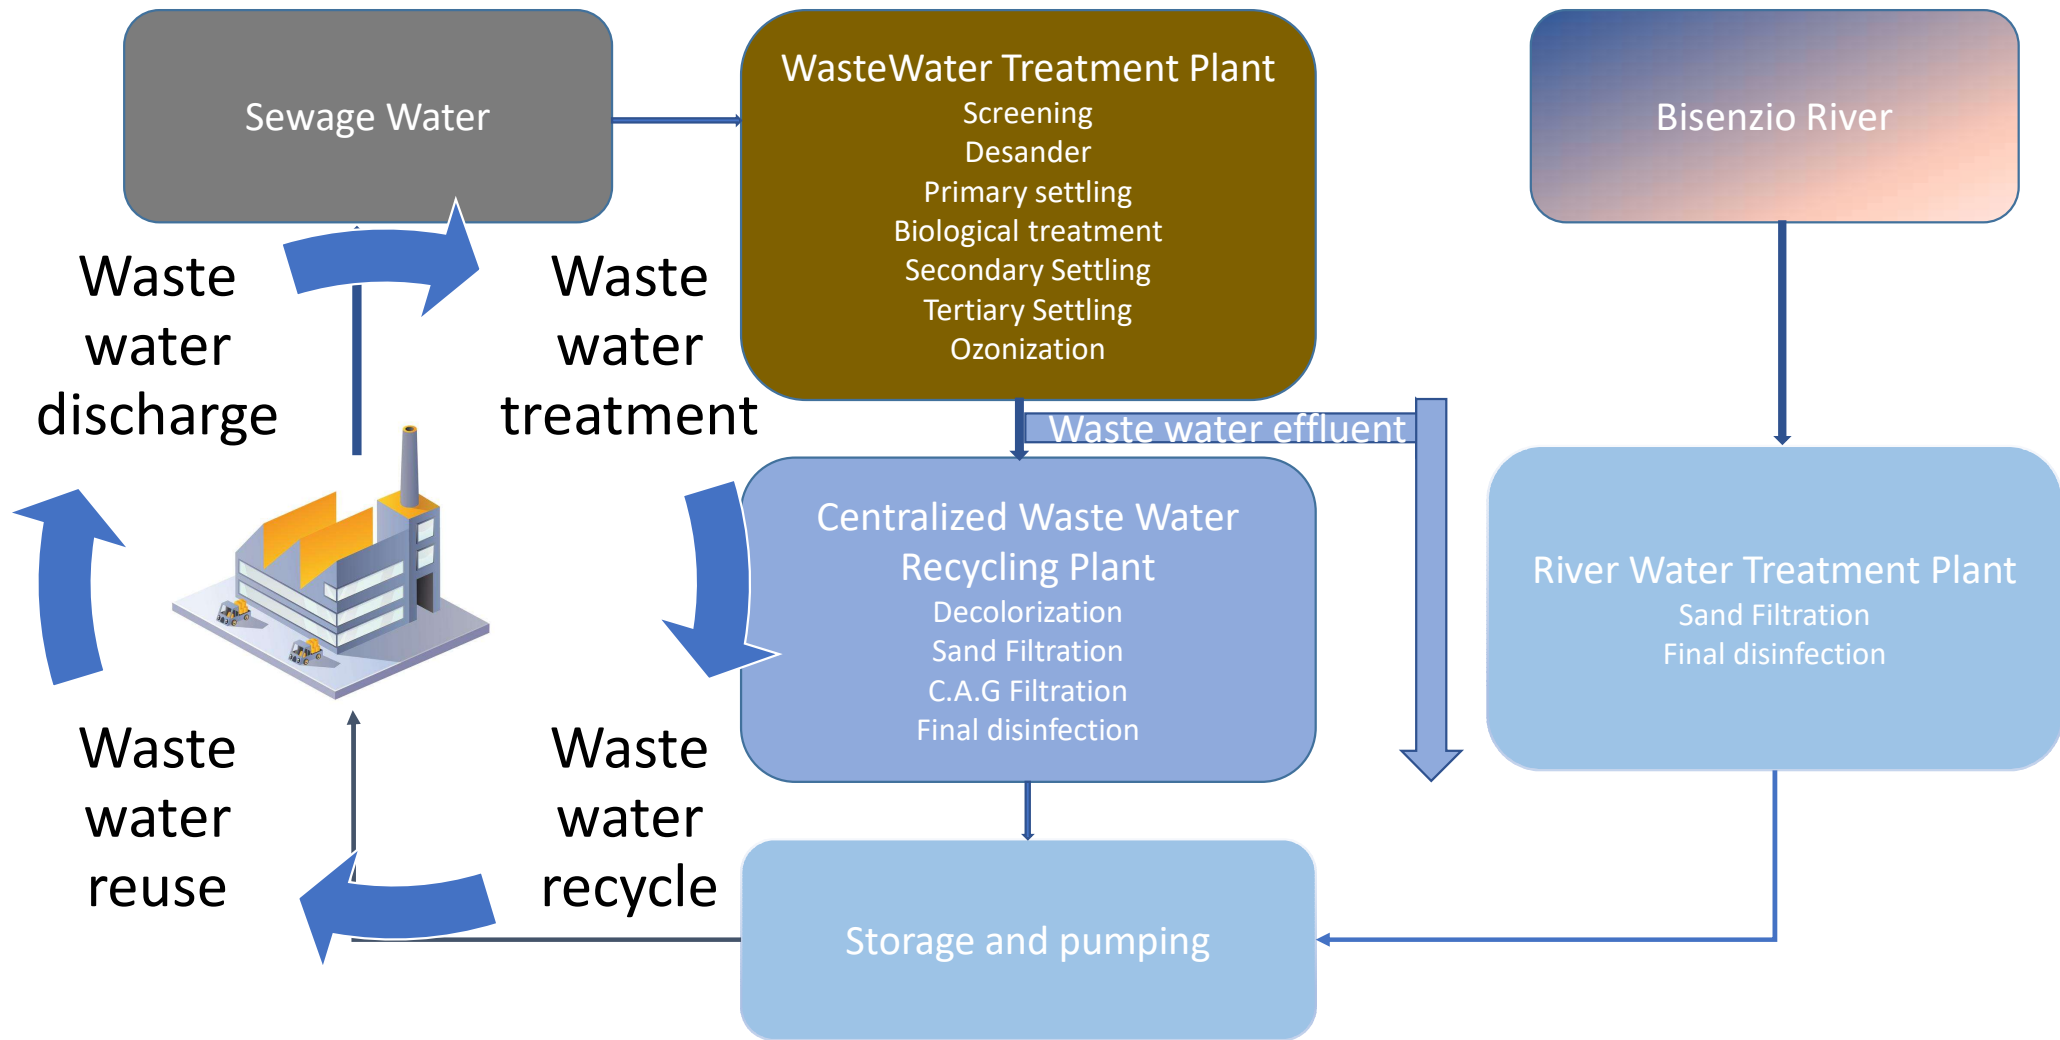 Sewage Water
WasteWater Treatment Plant
Screening
Desander
Primary settling
Biological treatment
Secondary Settling
Tertiary Settling
Ozonization
Bisenzio River
Waste
water
discharge
Waste
water
treatment
Waste water effluent
Centralized Waste Water
Recycling Plant
Decolorization
Sand Filtration
C.A.G Filtration
Final disinfection
River Water Treatment Plant
Sand Filtration
Final disinfection
Waste
water
reuse
Waste
water
recycle
Storage and pumping